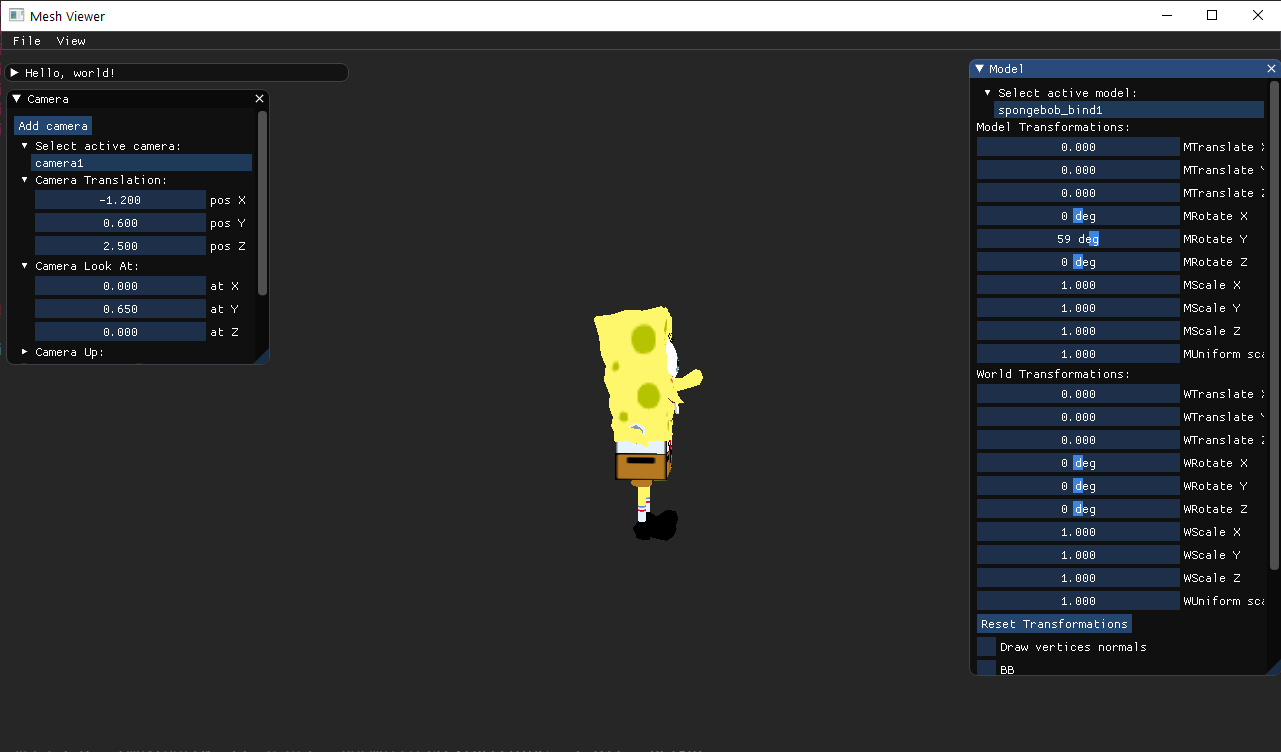 Mesh Viewer
File View
Hello, world!
Camera
Add camera
Select active camera:
camera1
Camera Translation:
-1.200 pos X
0.600 pos Y
2.500 pos Z
Camera Look At:
0.000 at X
0.650 at Y
0.000 at Z
Camera Up:
Model
Select active model:
spongebob_bind1
Model Transformations:
0.000 MTranslate X
0.000 MTranslate Y
0.000 MTranslate Z
0 deg MRotate X
59 deg MRotate Y
0 deg MRotate Z
1.000 MScale X
1.000 MScale Y
1.000 MScale Z
1.000 MUniform sca
World Transformations:
0.000 WTranslate X
0.000 WTranslate Y
0.000 WTranslate Z
0 deg WRotate X
0 deg WRotate Y
0 deg WRotate Z
1.000 WScale X
1.000 WScale Y
1.000 WScale Z
1.000 WUniform sca
Reset Transformations
Draw vertices normals
BB